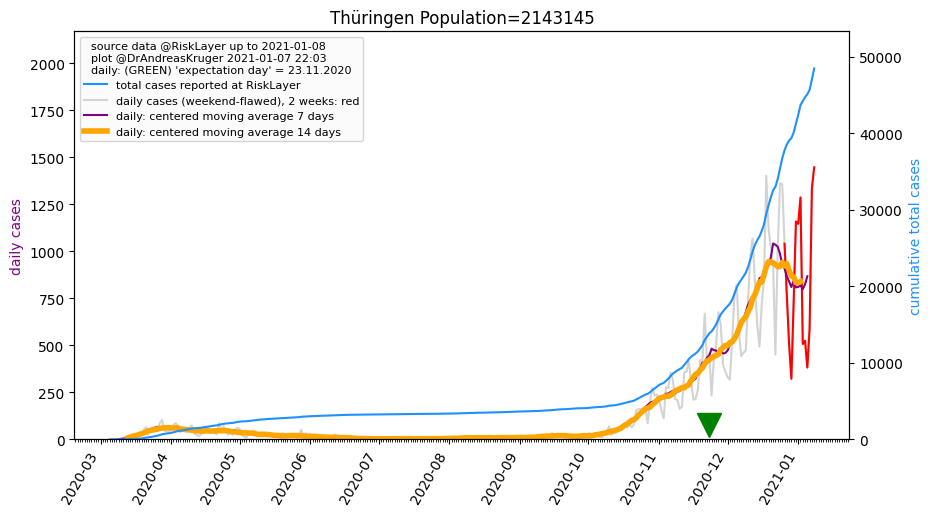 Thüringen Population=2143145
source data @RiskLayer up to 2021-01-08
plot @DrAndreasKruger 2021-01-07 22:03
daily: (GREEN) 'expectation day' = 23.11.2020
total cases reported at RiskLayer
daily cases (weekend-flawed), 2 weeks: red
daily: centered moving average 7 days
daily: centered moving average 14 days
daily cases
2000
1750
1500
1250
1000
750
500
250
0
50000
40000
30000
20000
10000
0
cumulative total cases
2020-03
2020-04
2020-05
2020-06
2020-07
2020-08
2020-09
2020-10
2020-11
2020-12
2021-01